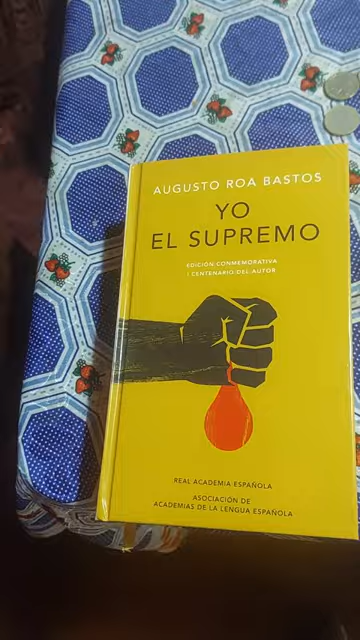 AUGUSTO ROA BASTOS
YO
EL SUPREMO
EDICIÓN CONMEMORATIVA
I CENTENARIO DEL AUTOR
REAL ACADEMIA ESPAÑOLA
ASOCIACIÓN DE
ACADEMIAS DE LA LENGUA ESPAÑOLA